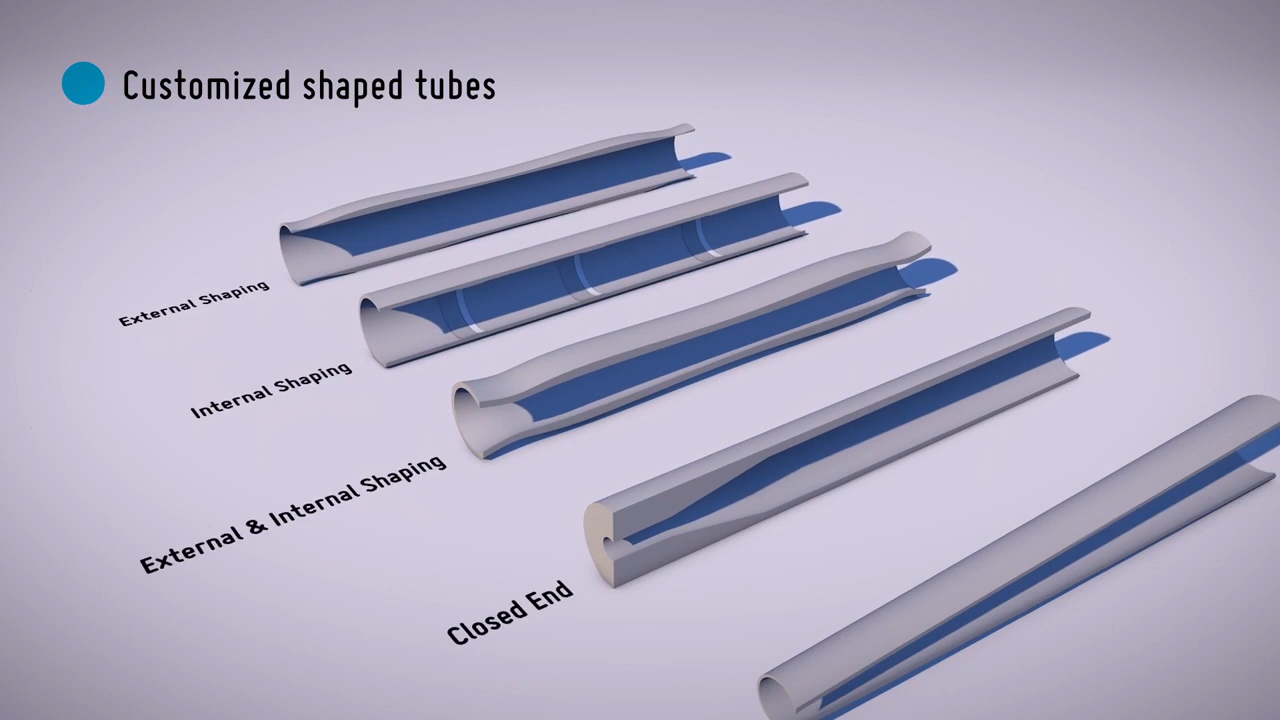 Customized shaped tubes
External Shaping
Internal Shaping
External & Internal Shaping
Closed End